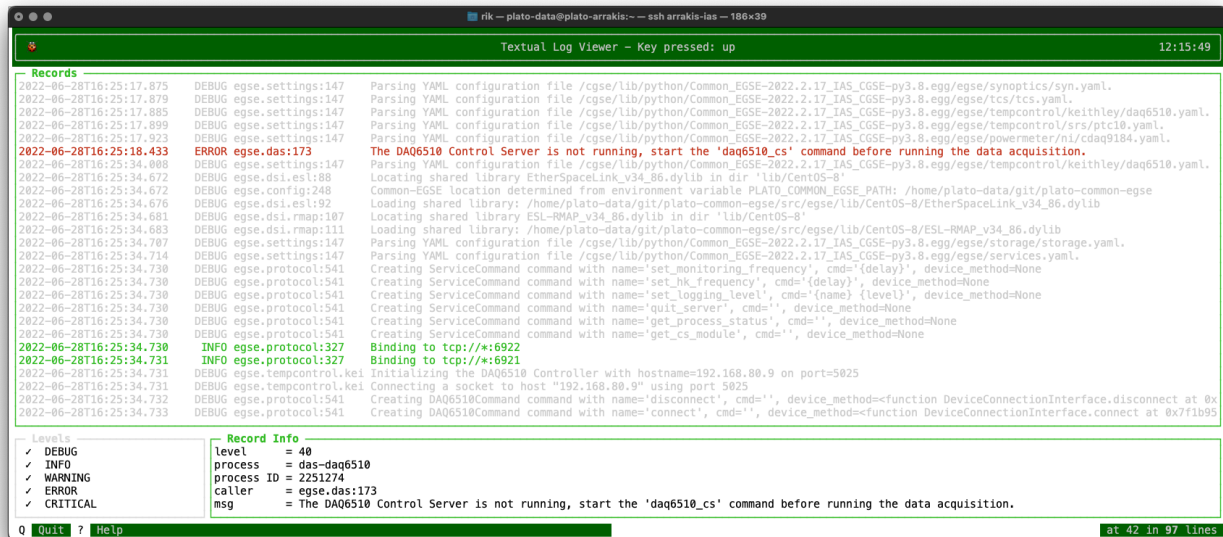 rik — plato-data@plato-arrakis:~ — ssh arrakis-ias — 186×39
Textual Log Viewer – Key pressed: up 12:15:49
Records
2022-06-28T16:25:17.875 DEBUG egse.settings:147 Parsing YAML configuration file /cgse/lib/python/Common_EGSE-2022.2.17_IAS_CGSE-py3.8.egg/egse/synoptics/syn.yaml.
2022-06-28T16:25:17.879 DEBUG egse.settings:147 Parsing YAML configuration file /cgse/lib/python/Common_EGSE-2022.2.17_IAS_CGSE-py3.8.egg/egse/tcs/tcs.yaml.
2022-06-28T16:25:17.885 DEBUG egse.settings:147 Parsing YAML configuration file /cgse/lib/python/Common_EGSE-2022.2.17_IAS_CGSE-py3.8.egg/egse/tempcontrol/keithley/daq6510.yaml.
2022-06-28T16:25:17.899 DEBUG egse.settings:147 Parsing YAML configuration file /cgse/lib/python/Common_EGSE-2022.2.17_IAS_CGSE-py3.8.egg/egse/tempcontrol/srs/ptc10.yaml.
2022-06-28T16:25:17.923 DEBUG egse.settings:147 Parsing YAML configuration file /cgse/lib/python/Common_EGSE-2022.2.17_IAS_CGSE-py3.8.egg/egse/powermeter/ni/cdaq9184.yaml.
2022-06-28T16:25:18.433 ERROR egse.das:173 The DAQ6510 Control Server is not running, start the 'daq6510_cs' command before running the data acquisition.
2022-06-28T16:25:34.008 DEBUG egse.settings:147 Parsing YAML configuration file /cgse/lib/python/Common_EGSE-2022.2.17_IAS_CGSE-py3.8.egg/egse/tempcontrol/keithley/daq6510.yaml.
2022-06-28T16:25:34.672 DEBUG egse.dsi.esl:88 Locating shared library EtherSpaceLink_v34_86.dylib in dir 'lib/CentOS-8'
2022-06-28T16:25:34.672 DEBUG egse.config:248 Common-EGSE location determined from environment variable PLATO_COMMON_EGSE_PATH: /home/plato-data/git/plato-common-egse
2022-06-28T16:25:34.676 DEBUG egse.dsi.esl:92 Loading shared library: /home/plato-data/git/plato-common-egse/src/egse/lib/CentOS-8/EtherSpaceLink_v34_86.dylib
2022-06-28T16:25:34.681 DEBUG egse.dsi.rmap:107 Locating shared library ESL-RMAP_v34_86.dylib in dir 'lib/CentOS-8'
2022-06-28T16:25:34.683 DEBUG egse.dsi.rmap:111 Loading shared library: /home/plato-data/git/plato-common-egse/src/egse/lib/CentOS-8/ESL-RMAP_v34_86.dylib
2022-06-28T16:25:34.707 DEBUG egse.settings:147 Parsing YAML configuration file /cgse/lib/python/Common_EGSE-2022.2.17_IAS_CGSE-py3.8.egg/egse/storage/storage.yaml.
2022-06-28T16:25:34.714 DEBUG egse.settings:147 Parsing YAML configuration file /cgse/lib/python/Common_EGSE-2022.2.17_IAS_CGSE-py3.8.egg/egse/services.yaml.
2022-06-28T16:25:34.730 DEBUG egse.protocol:541 Creating ServiceCommand command with name='set_monitoring_frequency', cmd='{delay}', device_method=None
2022-06-28T16:25:34.730 DEBUG egse.protocol:541 Creating ServiceCommand command with name='set_hk_frequency', cmd='{delay}', device_method=None
2022-06-28T16:25:34.730 DEBUG egse.protocol:541 Creating ServiceCommand command with name='set_logging_level', cmd='{name} {level}', device_method=None
2022-06-28T16:25:34.730 DEBUG egse.protocol:541 Creating ServiceCommand command with name='quit_server', cmd='', device_method=None
2022-06-28T16:25:34.730 DEBUG egse.protocol:541 Creating ServiceCommand command with name='get_process_status', cmd='', device_method=None
2022-06-28T16:25:34.730 DEBUG egse.protocol:541 Creating ServiceCommand command with name='get_cs_module', cmd='', device_method=None
2022-06-28T16:25:34.730 INFO egse.protocol:327 Binding to tcp://*:6922
2022-06-28T16:25:34.731 INFO egse.protocol:327 Binding to tcp://*:6921
2022-06-28T16:25:34.731 DEBUG egse.tempcontrol.kei Initializing the DAQ6510 Controller with hostname=192.168.80.9 on port=5025
2022-06-28T16:25:34.731 DEBUG egse.tempcontrol.kei Connecting a socket to host "192.168.80.9" using port 5025
2022-06-28T16:25:34.732 DEBUG egse.protocol:541 Creating DAQ6510Command command with name='disconnect', cmd='', device_method=<function DeviceConnectionInterface.disconnect at 0x
2022-06-28T16:25:34.733 DEBUG egse.protocol:541 Creating DAQ6510Command command with name='connect', cmd='', device_method=<function DeviceConnectionInterface.connect at 0x7f1b95
Levels
✓ DEBUG
✓ INFO
✓ WARNING
✓ ERROR
✓ CRITICAL
Record Info
level = 40
process = das-daq6510
process ID = 2251274
caller = egse.das:173
msg = The DAQ6510 Control Server is not running, start the 'daq6510_cs' command before running the data acquisition.
Q Quit ? Help at 42 in 97 lines